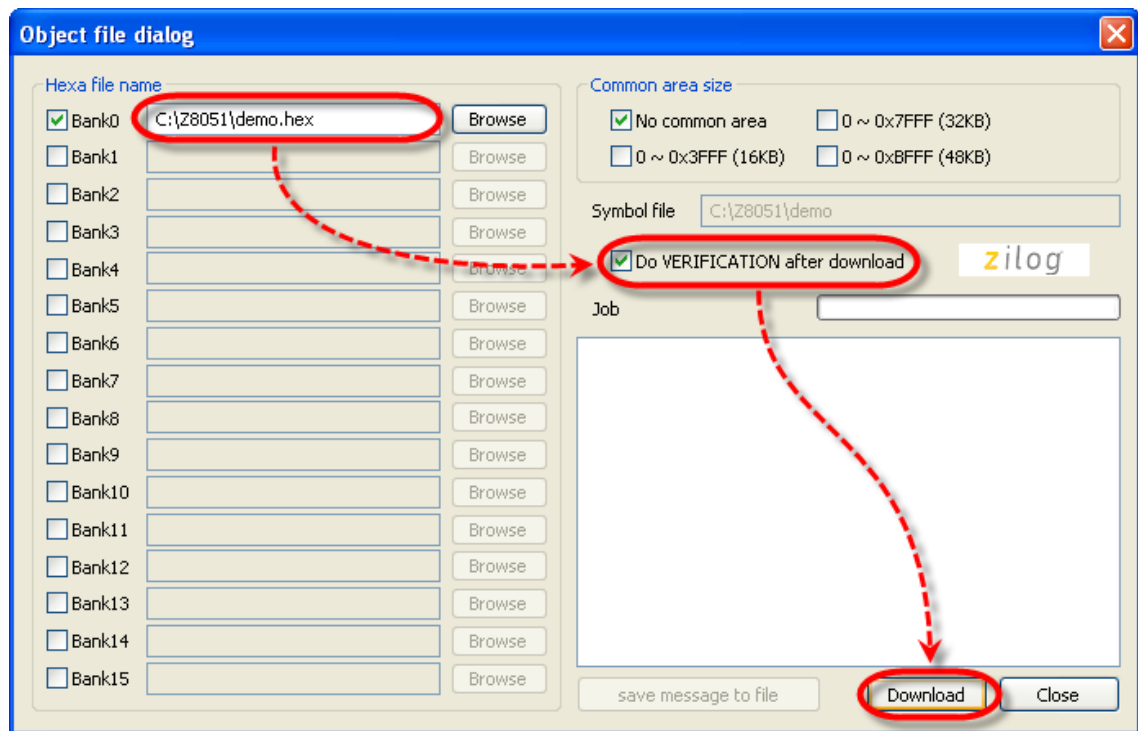 Object file dialog
Hexa file name
Bank0 C:\Z8051\demo.hex Browse
Bank1 Browse
Bank2 Browse
Bank3 Browse
Bank4 Browse
Bank5 Browse
Bank6 Browse
Bank7 Browse
Bank8 Browse
Bank9 Browse
Bank10 Browse
Bank11 Browse
Bank12 Browse
Bank13 Browse
Bank14 Browse
Bank15 Browse
Common area size
No common area 0 ~ 0x7FFF (32KB)
0 ~ 0x3FFF (16KB) 0 ~ 0xBFFF (48KB)
Symbol file C:\Z8051\demo
Do VERIFICATION after download zilog
Job
save message to file Download Close